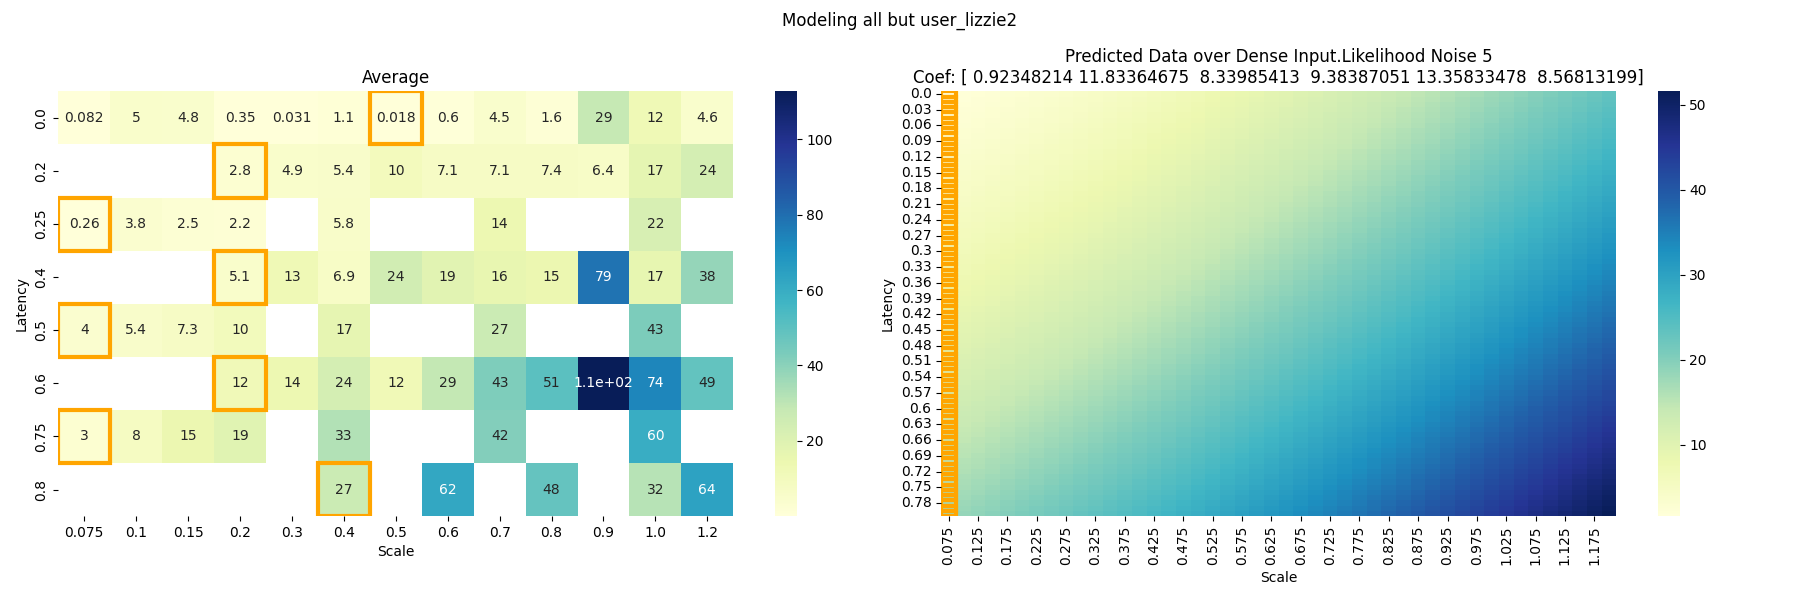 Modeling all but user_lizzie2
Average
0.0 0.082 5 4.8 0.35 0.031 1.1 0.018 0.6 4.5 1.6 29 12 4.6
0.2 2.8 4.9 5.4 10 7.1 7.1 7.4 6.4 17 24
0.25 0.26 3.8 2.5 2.2 5.8 14 22
0.4 5.1 13 6.9 24 19 16 15 79 17 38
0.5 4 5.4 7.3 10 17 27 43
0.6 12 14 24 12 29 43 51 1.1e+02 74 49
0.75 3 8 15 19 33 42 60
0.8 27 62 48 32 64
Latency
0.075 0.1 0.15 0.2 0.3 0.4 0.5 0.6 0.7 0.8 0.9 1.0 1.2
Scale
100
80
60
40
20
Predicted Data over Dense Input.Likelihood Noise 5
Coef: [ 0.92348214 11.83364675  8.33985413  9.38387051 13.35833478  8.56813199]
0.0
0.03
0.06
0.09
0.12
0.15
0.18
0.21
0.24
0.27
0.3
0.33
0.36
0.39
0.42
0.45
0.48
0.51
0.54
0.57
0.6
0.63
0.66
0.69
0.72
0.75
0.78
Latency
0.075 0.125 0.175 0.225 0.275 0.325 0.375 0.425 0.475 0.525 0.575 0.625 0.675 0.725 0.775 0.825 0.875 0.925 0.975 1.025 1.075 1.125 1.175
Scale
50
40
30
20
10